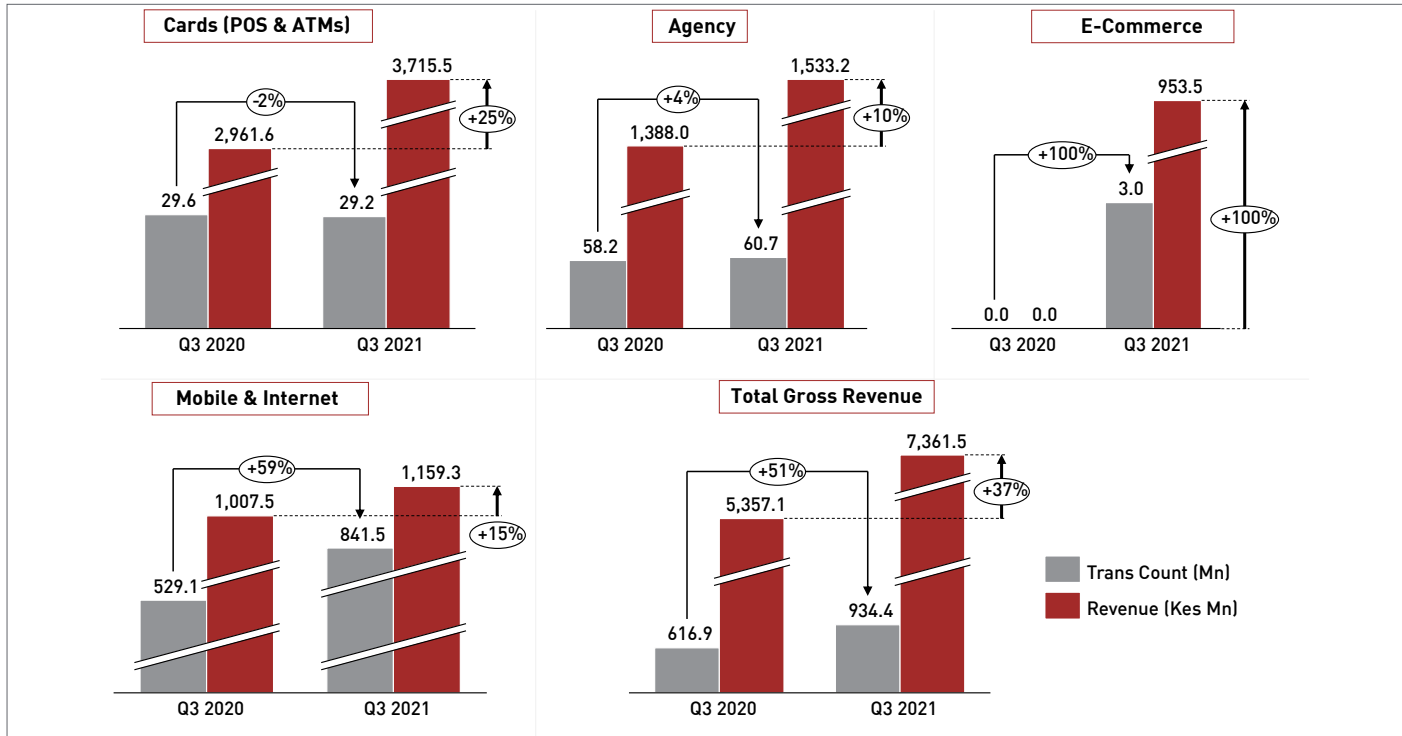 Cards (POS & ATMs)
3,715.5
-2%
+25%
2,961.6
29.6
29.2
Q3 2020
Q3 2021
Agency
1,533.2
+4%
+10%
1,388.0
58.2
60.7
Q3 2020
Q3 2021
E-Commerce
953.5
+100%
3.0
+100%
0.0
0.0
Q3 2020
Q3 2021
Mobile & Internet
+59%
1,159.3
1,007.5
841.5
+15%
529.1
Q3 2020
Q3 2021
Total Gross Revenue
7,361.5
+51%
+37%
5,357.1
616.9
934.4
Q3 2020
Q3 2021
Trans Count (Mn)
Revenue (Kes Mn)